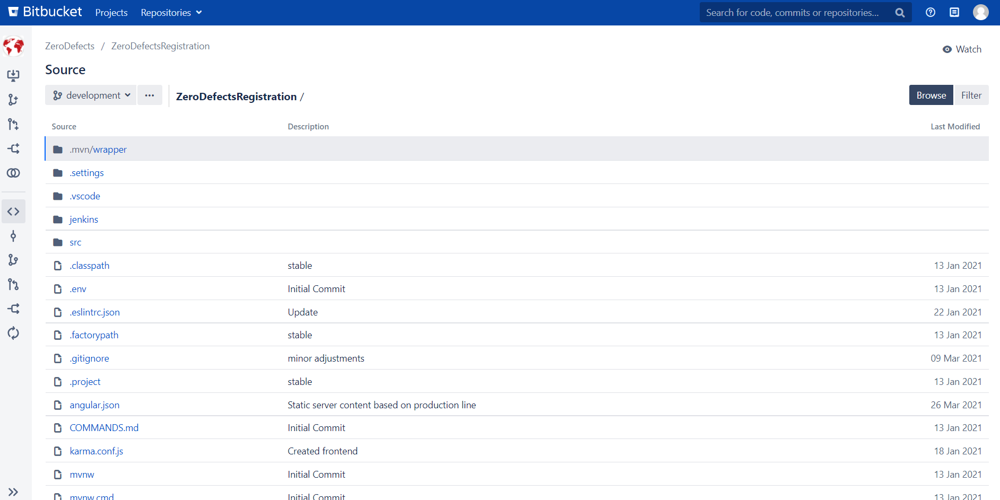 Bitbucket Projects Repositories Search for code, commits or repositories...
ZeroDefects / ZeroDefectsRegistration
Watch
Source
development ZeroDefectsRegistration / Browse Filter
Source Description Last Modified
.mvn/wrapper
.settings
.vscode
jenkins
src
.classpath stable 13 Jan 2021
.env Initial Commit 13 Jan 2021
.eslintrc.json Update 22 Jan 2021
.factorypath stable 13 Jan 2021
.gitignore minor adjustments 09 Mar 2021
.project stable 13 Jan 2021
angular.json Static server content based on production line 26 Mar 2021
COMMANDS.md Initial Commit 13 Jan 2021
karma.conf.js Created frontend 18 Jan 2021
mvnw Initial Commit 13 Jan 2021
mvnw.cmd Initial Commit 13 Jan 2021